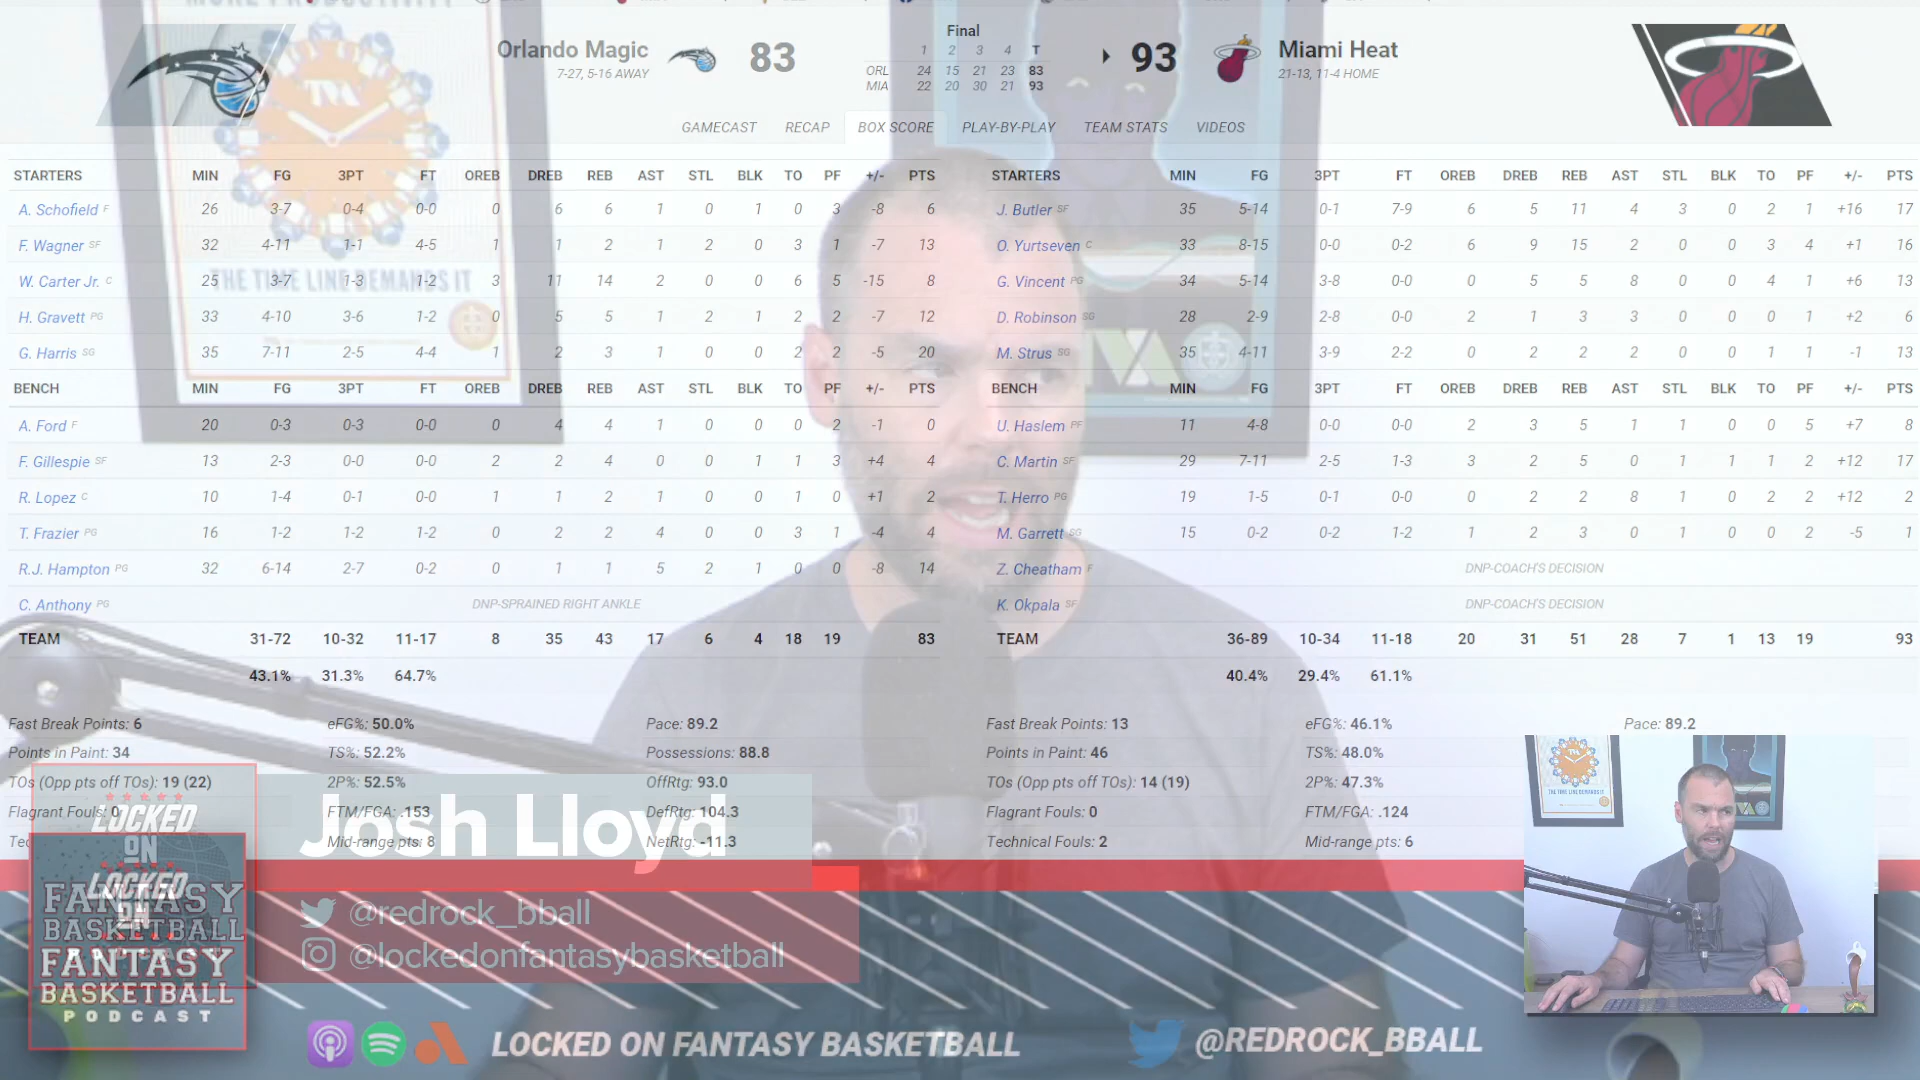 MORE PRODUCTIVITY
Final
Orlando Magic 83 93 Miami Heat
7-27, 5-16 AWAY 21-13, 11-4 HOME
1 2 3 4 T
ORL 24 15 21 23 83
MIA 22 20 30 21 93
GAMECAST RECAP BOX SCORE PLAY-BY-PLAY TEAM STATS VIDEOS
STARTERS MIN FG 3PT FT OREB DREB REB AST STL BLK TO PF +/- PTS
A. Schofield F 26 3-7 0-4 0-0 0 6 6 1 0 1 0 3 -8 6
F. Wagner SF 32 4-11 1-1 4-5 1 1 2 1 2 0 3 1 -7 13
W. Carter Jr. C 25 3-7 1-3 1-2 3 11 14 2 0 0 6 5 -15 8
H. Gravett PG 33 4-10 3-6 1-2 0 5 5 1 2 1 2 2 -7 12
G. Harris SG 35 7-11 2-5 4-4 1 2 3 1 0 0 2 2 -5 20
BENCH MIN FG 3PT FT OREB DREB REB AST STL BLK TO PF +/- PTS
A. Ford F 20 0-3 0-3 0-0 0 4 4 1 0 0 0 2 -1 0
F. Gillespie SF 13 2-3 0-0 0-0 2 2 4 0 0 1 1 3 +4 4
R. Lopez C 10 1-4 0-1 0-0 1 1 2 1 0 0 1 0 +1 2
T. Frazier PG 16 1-2 1-2 1-2 0 2 2 4 0 0 3 1 -4 4
R.J. Hampton PG 32 6-14 2-7 0-2 0 1 1 5 2 1 0 0 -8 14
C. Anthony PG DNP-SPRAINED RIGHT ANKLE
TEAM 31-72 10-32 11-17 8 35 43 17 6 4 18 19 83
43.1% 31.3% 64.7%
Fast Break Points: 6 eFG%: 50.0% Pace: 89.2
Points in Paint: 34 TS%: 52.2% Possessions: 88.8
TOs (Opp pts off TOs): 19 (22) 2P%: 52.5% OffRtg: 93.0
Flagrant Fouls: 0 FTM/FGA: .153 DefRtg: 104.3
Mid-range pts: 8 NetRtg: -11.3
STARTERS MIN FG 3PT FT OREB DREB REB AST STL BLK TO PF +/- PTS
J. Butler SF 35 5-14 0-1 7-9 6 5 11 4 3 0 2 1 +16 17
O. Yurtseven C 33 8-15 0-0 0-2 6 9 15 2 0 0 3 4 +1 16
G. Vincent PG 34 5-14 3-8 0-0 0 5 5 8 0 0 4 1 +6 13
D. Robinson SG 28 2-9 2-8 0-0 2 1 3 3 0 0 0 1 +2 6
M. Strus SG 35 4-11 3-9 2-2 0 2 2 2 0 0 1 1 -1 13
BENCH MIN FG 3PT FT OREB DREB REB AST STL BLK TO PF +/- PTS
U. Haslem PF 11 4-8 0-0 0-0 2 3 5 1 1 0 0 5 +7 8
C. Martin SF 29 7-11 2-5 1-3 3 2 5 0 1 1 1 2 +12 17
T. Herro PG 19 1-5 0-1 0-0 0 2 2 8 1 0 2 2 +12 2
M. Garrett SG 15 0-2 0-2 1-2 1 2 3 0 1 0 0 2 -5 1
Z. Cheatham F DNP-COACH'S DECISION
K. Okpala SF DNP-COACH'S DECISION
TEAM 36-89 10-34 11-18 20 31 51 28 7 1 13 19 93
40.4% 29.4% 61.1%
Fast Break Points: 13 eFG%: 46.1% Pace: 89.2
Points in Paint: 46 TS%: 48.0%
TOs (Opp pts off TOs): 14 (19) 2P%: 47.3%
Flagrant Fouls: 0 FTM/FGA: .124
Technical Fouls: 2 Mid-range pts: 6
THE TIME LINE DEMANDS IT
THE TIME LINE DEMANDS IT
Josh Lloyd
@redrock_bball
@lockedonfantasybasketball
LOCKED
ON
FANTASY
BASKETBALL
LOCKED
ON
FANTASY
BASKETBALL
PODCAST
LOCKED ON FANTASY BASKETBALL
@REDROCK_BBALL